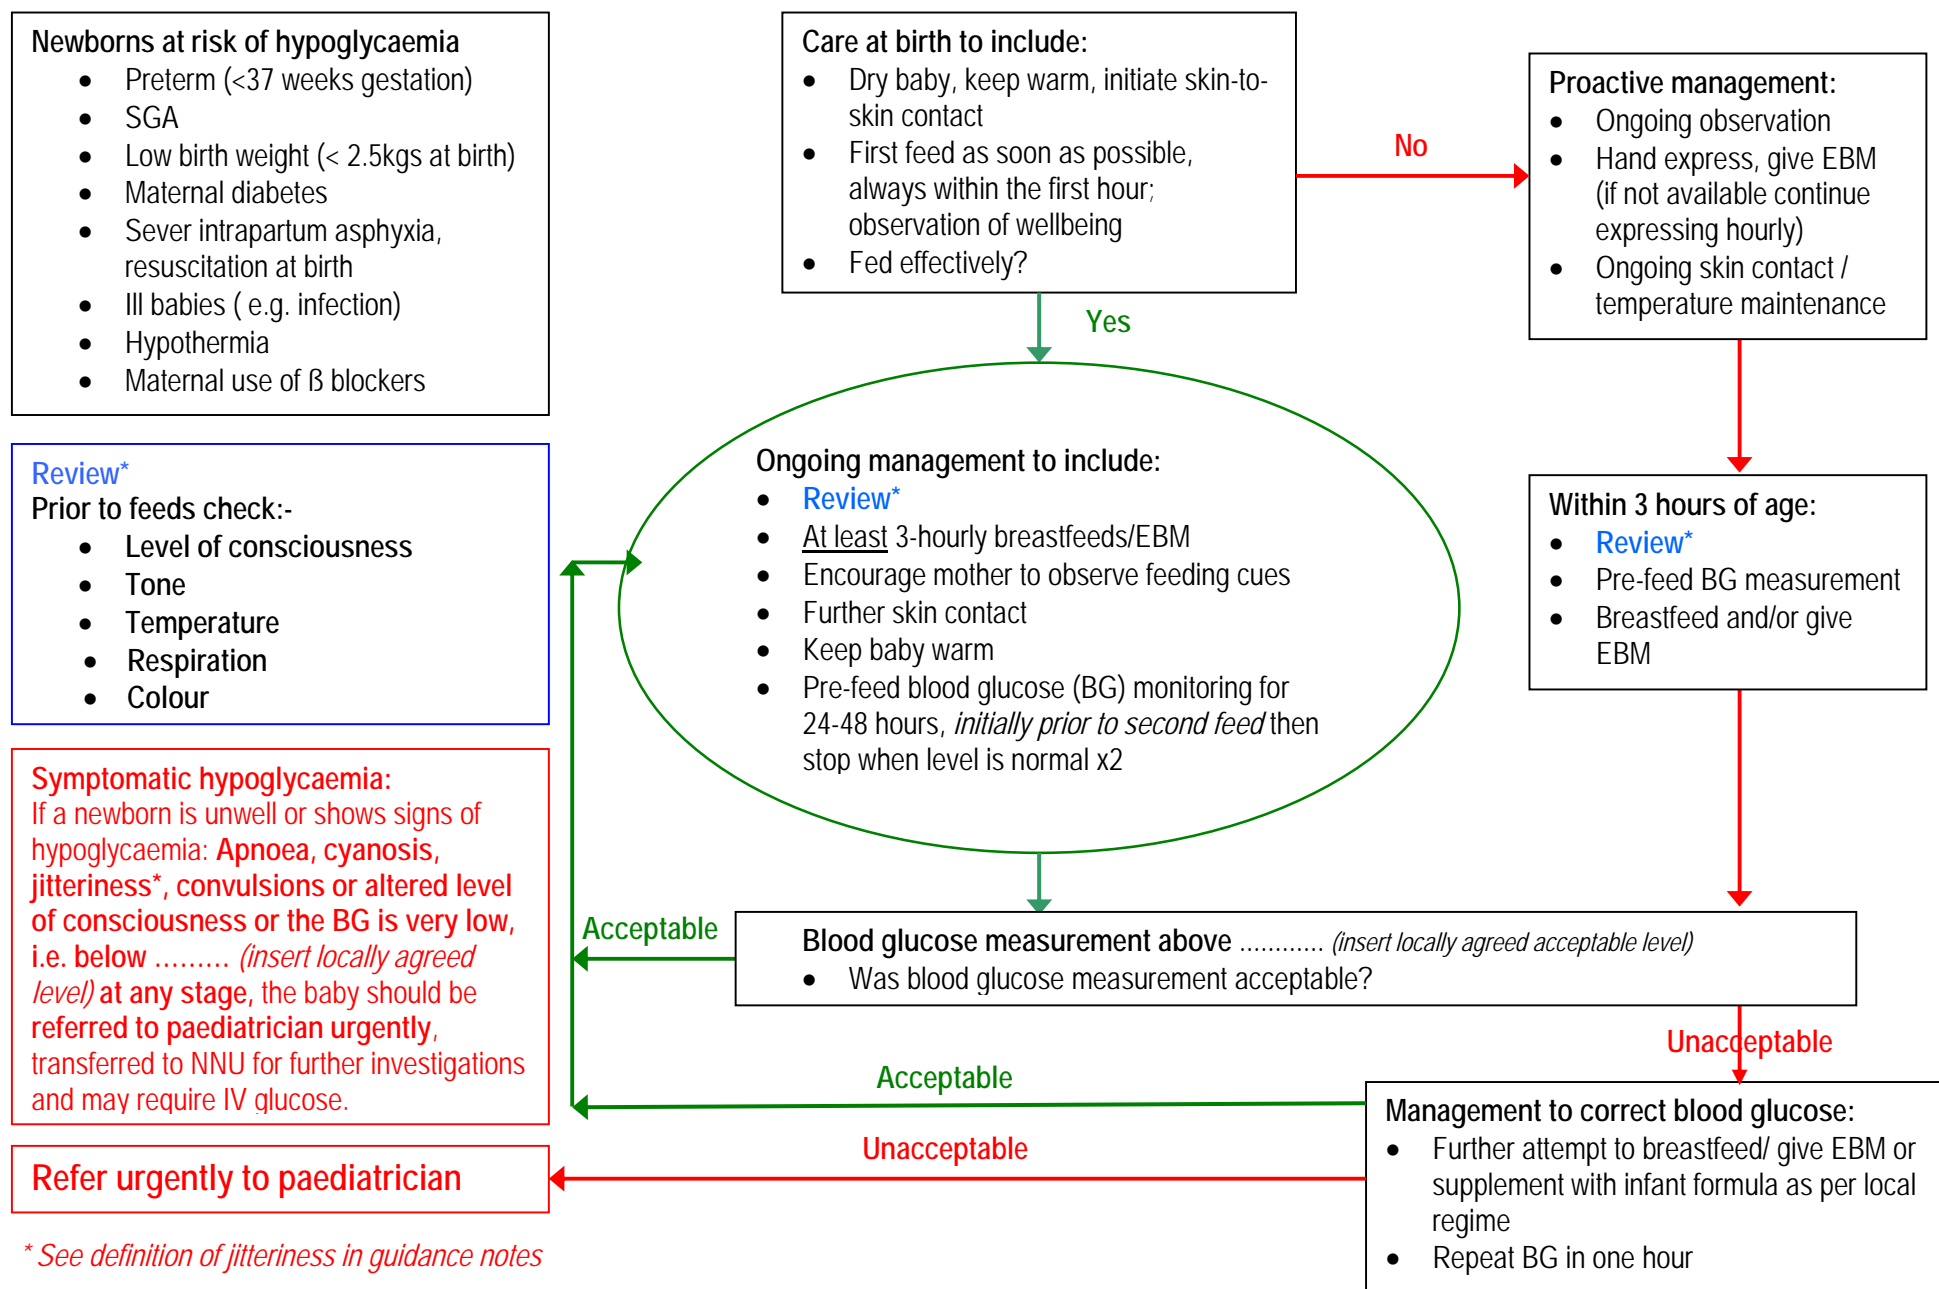 Newborns at risk of hypoglycaemia
• Preterm (<37 weeks gestation)
• SGA
• Low birth weight (< 2.5kgs at birth)
• Maternal diabetes
• Sever intrapartum asphyxia,
resuscitation at birth
• Ill babies ( e.g. infection)
• Hypothermia
• Maternal use of ß blockers
Review*
Prior to feeds check:-
• Level of consciousness
• Tone
• Temperature
• Respiration
• Colour
Symptomatic hypoglycaemia:
If a newborn is unwell or shows signs of
hypoglycaemia: Apnoea, cyanosis,
jitteriness*, convulsions or altered level
of consciousness or the BG is very low,
i.e. below ……… (insert locally agreed
level) at any stage, the baby should be
referred to paediatrician urgently,
transferred to NNU for further investigations
and may require IV glucose.
Refer urgently to paediatrician
* See definition of jitteriness in guidance notes
Care at birth to include:
• Dry baby, keep warm, initiate skin-to-
skin contact
• First feed as soon as possible,
always within the first hour;
observation of wellbeing
• Fed effectively?
No
Yes
Proactive management:
• Ongoing observation
• Hand express, give EBM
(if not available continue
expressing hourly)
• Ongoing skin contact /
temperature maintenance
Ongoing management to include:
• Review*
• At least 3-hourly breastfeeds/EBM
• Encourage mother to observe feeding cues
• Further skin contact
• Keep baby warm
• Pre-feed blood glucose (BG) monitoring for
24-48 hours, initially prior to second feed then
stop when level is normal x2
Within 3 hours of age:
• Review*
• Pre-feed BG measurement
• Breastfeed and/or give
EBM
Acceptable
Blood glucose measurement above ………… (insert locally agreed acceptable level)
• Was blood glucose measurement acceptable?
Unacceptable
Acceptable
Unacceptable
Management to correct blood glucose:
• Further attempt to breastfeed/ give EBM or
supplement with infant formula as per local
regime
• Repeat BG in one hour